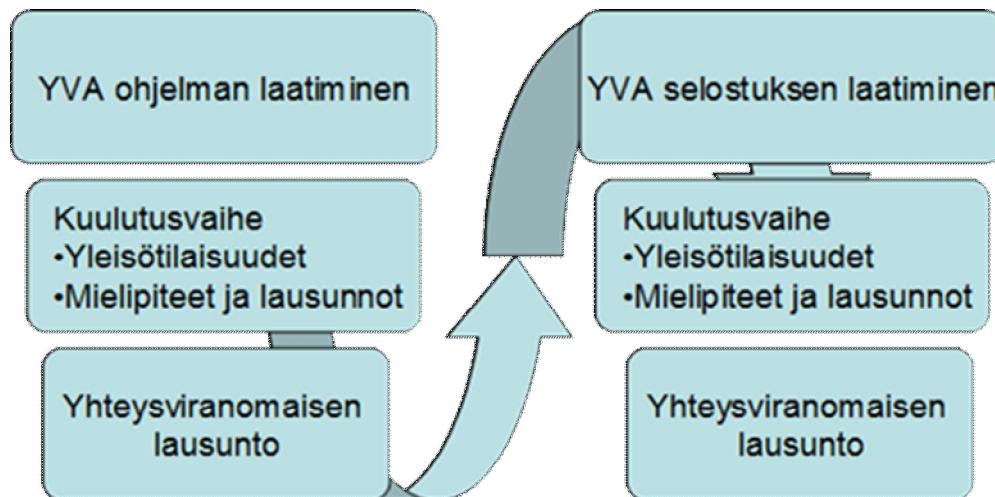 YVA ohjelman laatiminen
Kuulutusvaihe
•Yleisötilaisuudet
•Mielipiteet ja lausunnot
Yhteysviranomaisen
lausunto
YVA selostuksen laatiminen
Kuulutusvaihe
•Yleisötilaisuudet
•Mielipiteet ja lausunnot
Yhteysviranomaisen
lausunto